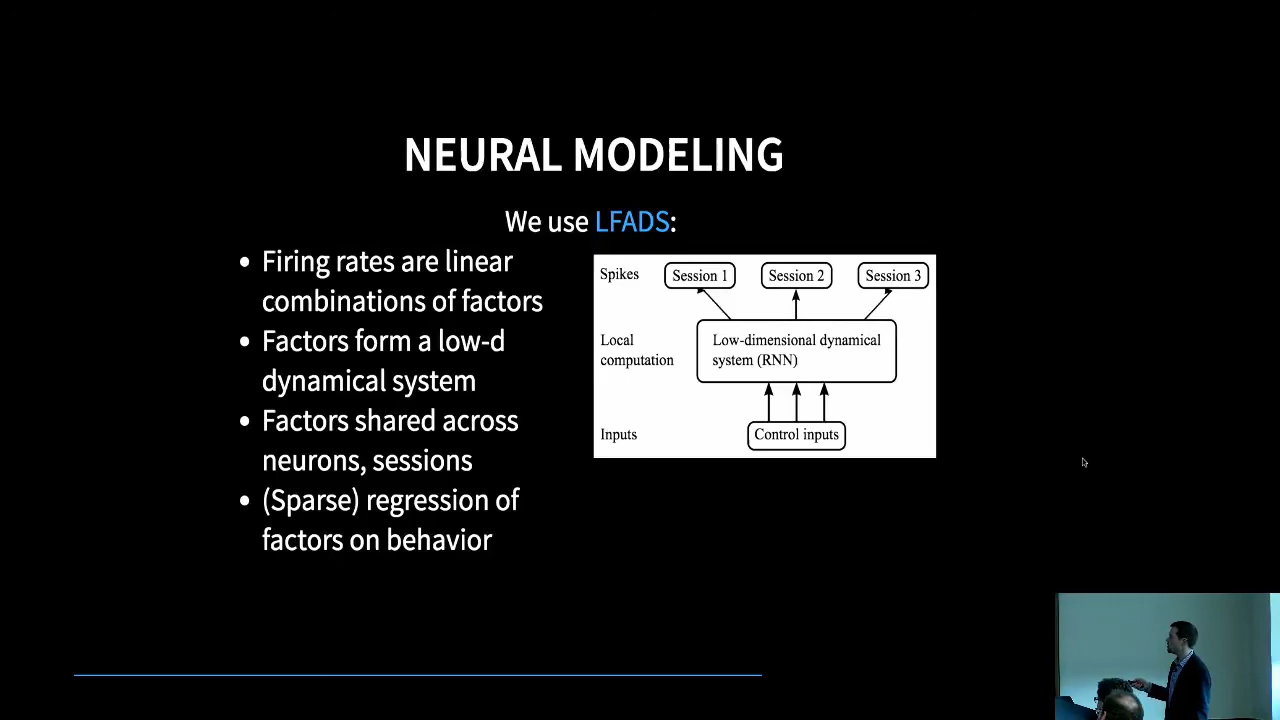 NEURAL MODELING
We use LFADS:
• Firing rates are linear
combinations of factors
• Factors form a low-d
dynamical system
• Factors shared across
neurons, sessions
• (Sparse) regression of
factors on behavior
Spikes
Session 1
Session 2
Session 3
Local
computation
Low-dimensional dynamical
system (RNN)
Inputs
Control inputs